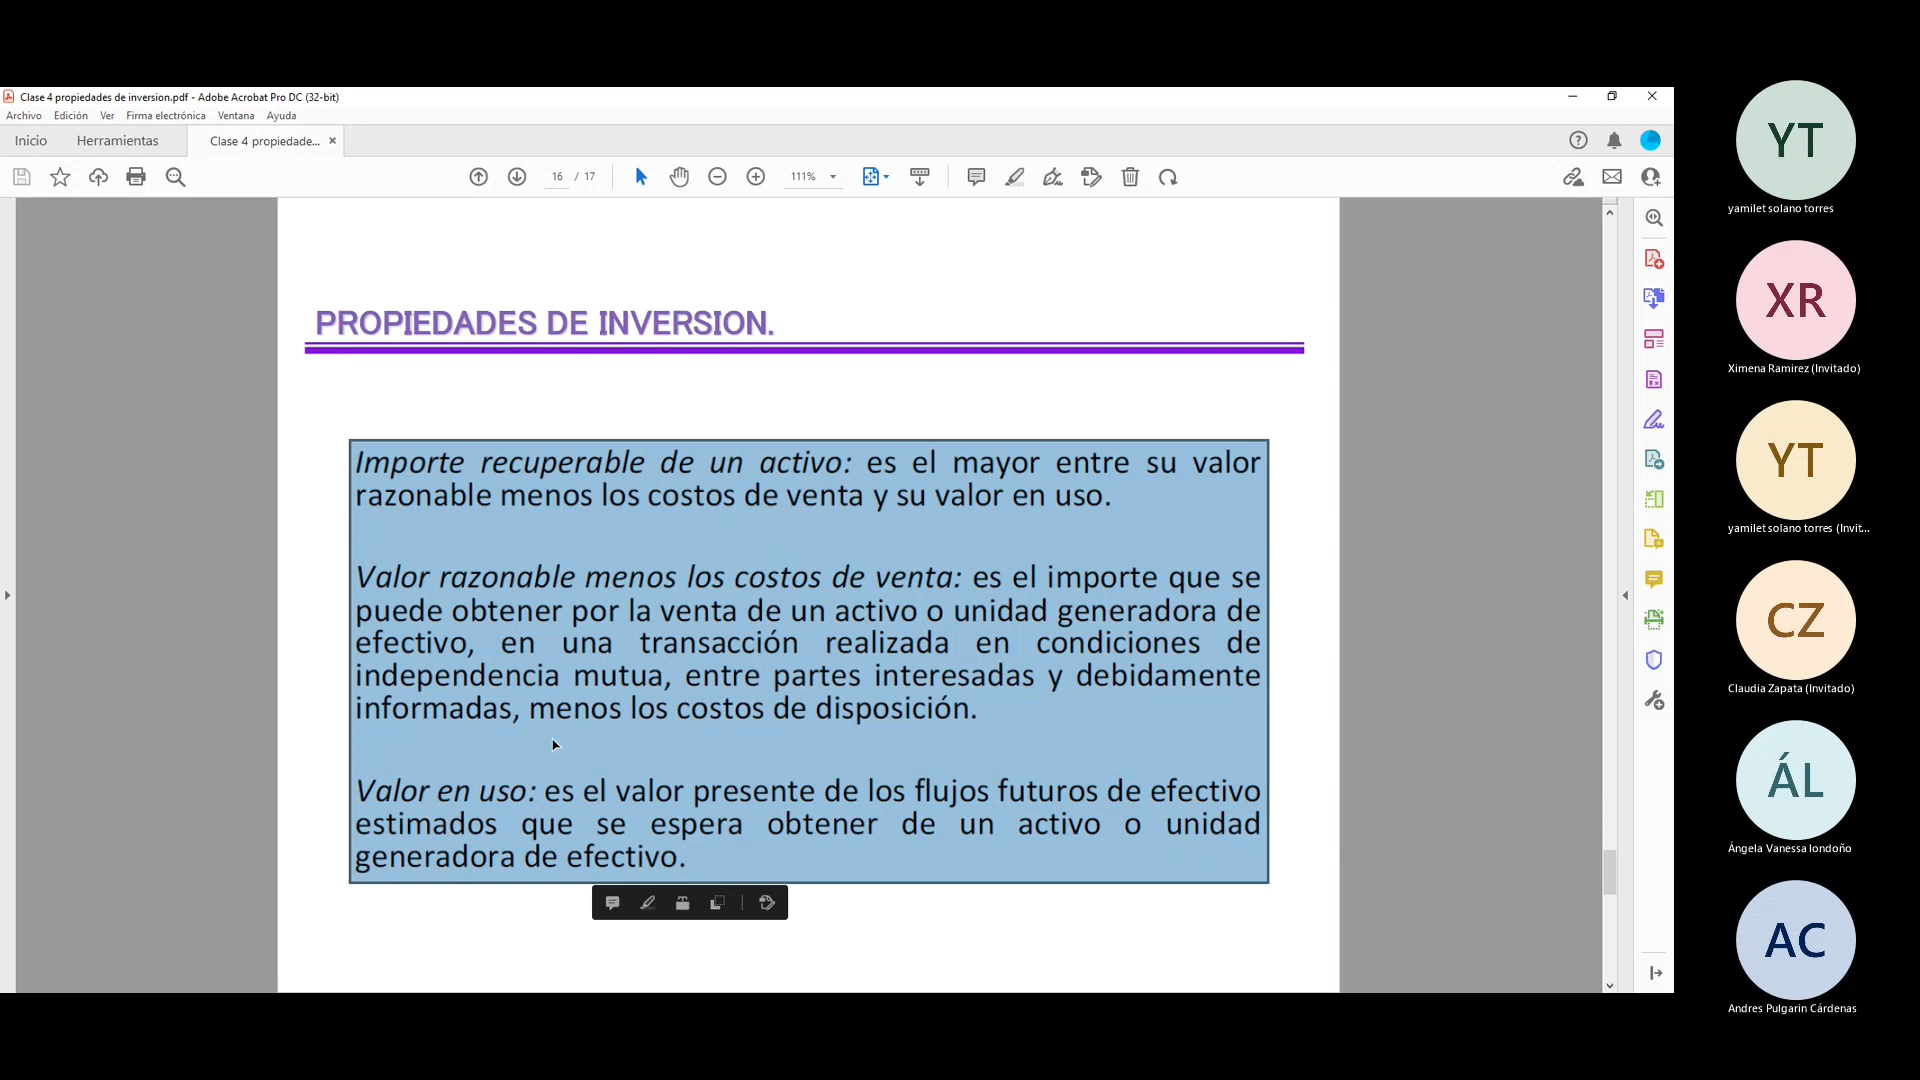 Clase 4 propiedades de inversion.pdf - Adobe Acrobat Pro DC (32-bit)
Archivo Edición Ver Firma electrónica Ventana Ayuda
Inicio Herramientas Clase 4 propiedade... ×
16 / 17 111%
PROPIEDADES DE INVERSION.
Importe recuperable de un activo: es el mayor entre su valor
razonable menos los costos de venta y su valor en uso.
Valor razonable menos los costos de venta: es el importe que se
puede obtener por la venta de un activo o unidad generadora de
efectivo, en una transacción realizada en condiciones de
independencia mutua, entre partes interesadas y debidamente
informadas, menos los costos de disposición.
Valor en uso: es el valor presente de los flujos futuros de efectivo
estimados que se espera obtener de un activo o unidad
generadora de efectivo.
YT
yamilet solano torres
XR
Ximena Ramirez (Invitado)
YT
yamilet solano torres (Invit...
CZ
Claudia Zapata (Invitado)
ÁL
Ángela Vanessa londoño
AC
Andres Pulgarin Cárdenas